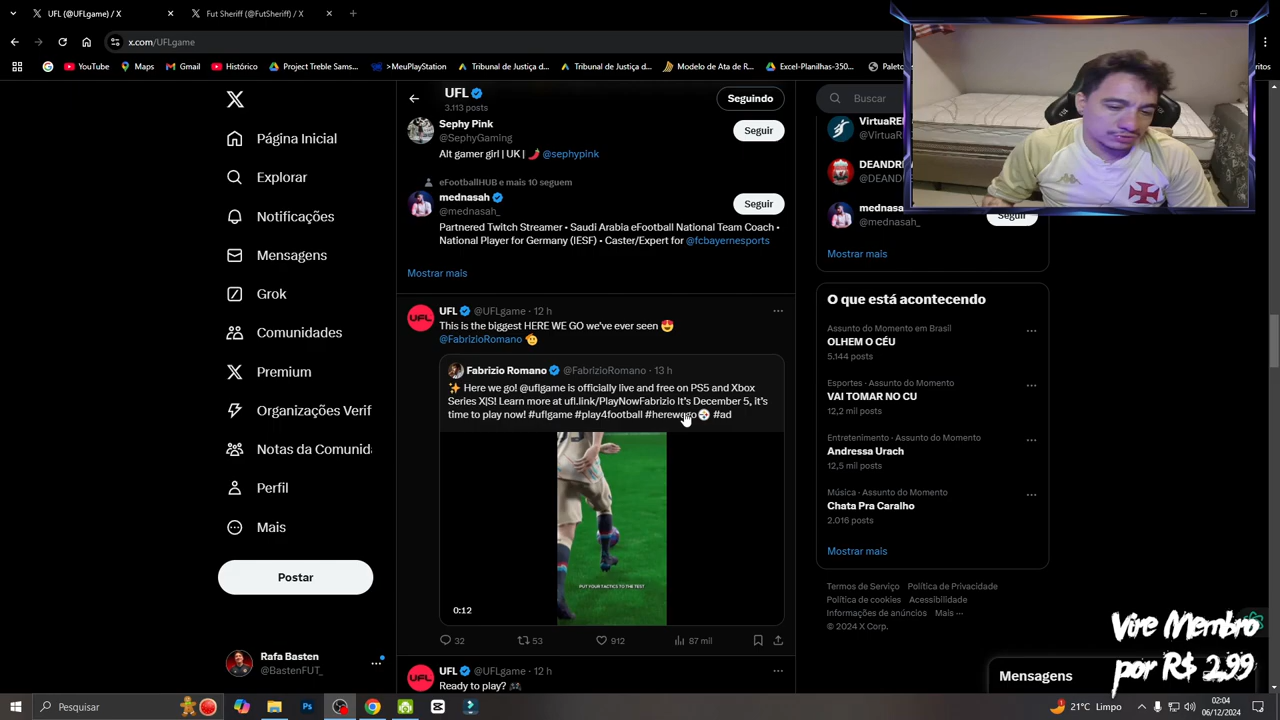 UFL (@UFLgame) / X
Fut Sheriff (@FutSheriff) / X
x.com/UFLgame
YouTube
Maps
Gmail
Histórico
Project Treble Sams...
>MeuPlayStation
Tribunal de Justiça d...
Tribunal de Justiça d...
Modelo de Ata de R...
Excel-Planilhas-350...
Página Inicial
Explorar
Notificações
Mensagens
Grok
Comunidades
Premium
Organizações Verif
Notas da Comunid
Perfil
Mais
Postar
Rafa Basten
@BastenFUT_
UFL
3.113 posts
Seguindo
Sephy Pink
@SephyGaming
Seguir
Alt gamer girl | UK | 🌶️ @sephypink
eFootballHUB e mais 10 seguem
mednasah
@mednasah_
Seguir
Partnered Twitch Streamer • Saudi Arabia eFootball National Team Coach •
National Player for Germany (IESF) • Caster/Expert for @fcbayernesports
Mostrar mais
UFL @UFLgame · 12 h
This is the biggest HERE WE GO we've ever seen 😍
@FabrizioRomano 🫡
Fabrizio Romano @FabrizioRomano · 13 h
✨ Here we go! @uflgame is officially live and free on PS5 and Xbox
Series X|S! Learn more at ufl.link/PlayNowFabrizio It's December 5, it's
time to play now! #uflgame #play4football #herewego #ad
PUT YOUR TACTICS TO THE TEST
0:12
32
53
912
87 mil
UFL @UFLgame · 12 h
Ready to play? 🎮
Buscar
DEANDR
@DEAND
mednasa
@mednasah_
Seguir
Mostrar mais
O que está acontecendo
Assunto do Momento em Brasil
OLHEM O CÉU
5.144 posts
Esportes · Assunto do Momento
VAI TOMAR NO CU
12,2 mil posts
Entretenimento · Assunto do Momento
Andressa Urach
12,5 mil posts
Música · Assunto do Momento
Chata Pra Caralho
2.016 posts
Mostrar mais
Termos de Serviço Política de Privacidade
Política de cookies Acessibilidade
Informações de anúncios Mais ···
© 2024 X Corp.
Mensagens
Vire Membro
por R$ 2,99
Pesquisar
21°C Limpo
02:04
06/12/2024